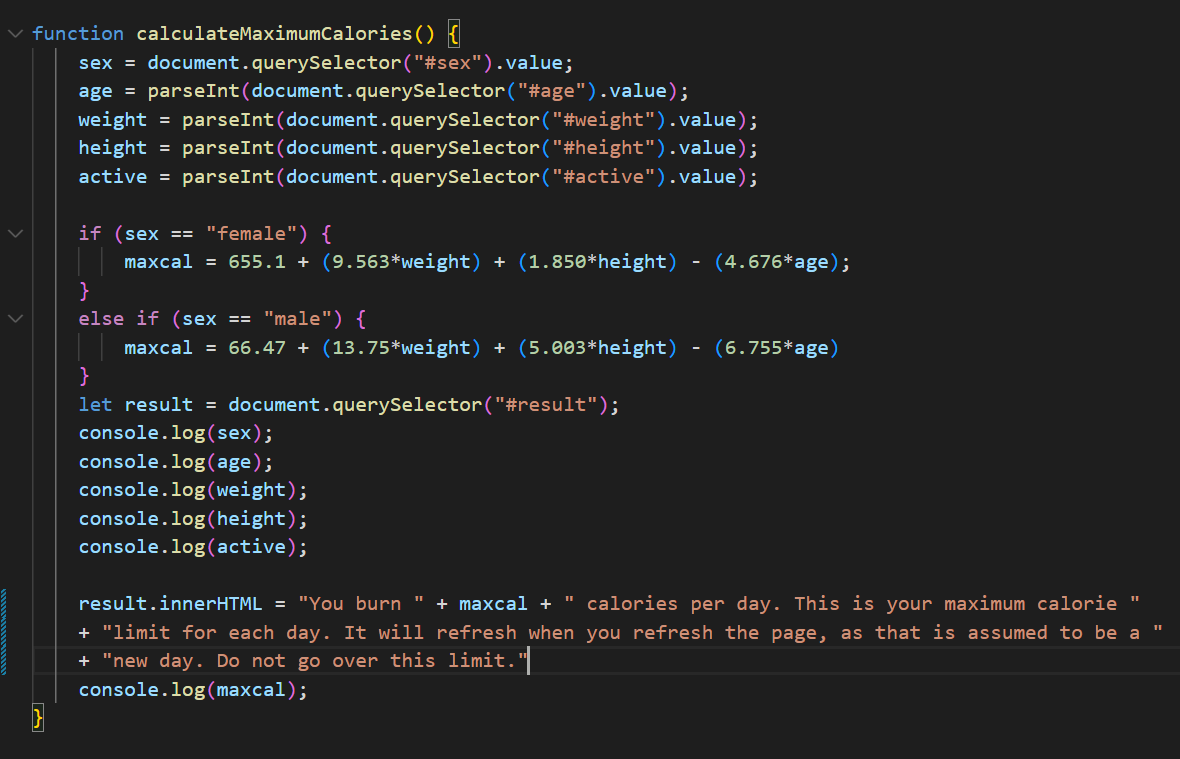 function calculateMaximumCalories() {
    sex = document.querySelector("#sex").value;
    age = parseInt(document.querySelector("#age").value);
    weight = parseInt(document.querySelector("#weight").value);
    height = parseInt(document.querySelector("#height").value);
    active = parseInt(document.querySelector("#active").value);

    if (sex == "female") {
        maxcal = 655.1 + (9.563*weight) + (1.850*height) - (4.676*age);
    }
    else if (sex == "male") {
        maxcal = 66.47 + (13.75*weight) + (5.003*height) - (6.755*age)
    }
    let result = document.querySelector("#result");
    console.log(sex);
    console.log(age);
    console.log(weight);
    console.log(height);
    console.log(active);

    result.innerHTML = "You burn " + maxcal + " calories per day. This is your maximum calorie "
    + "limit for each day. It will refresh when you refresh the page, as that is assumed to be a "
    + "new day. Do not go over this limit."
    console.log(maxcal);
}